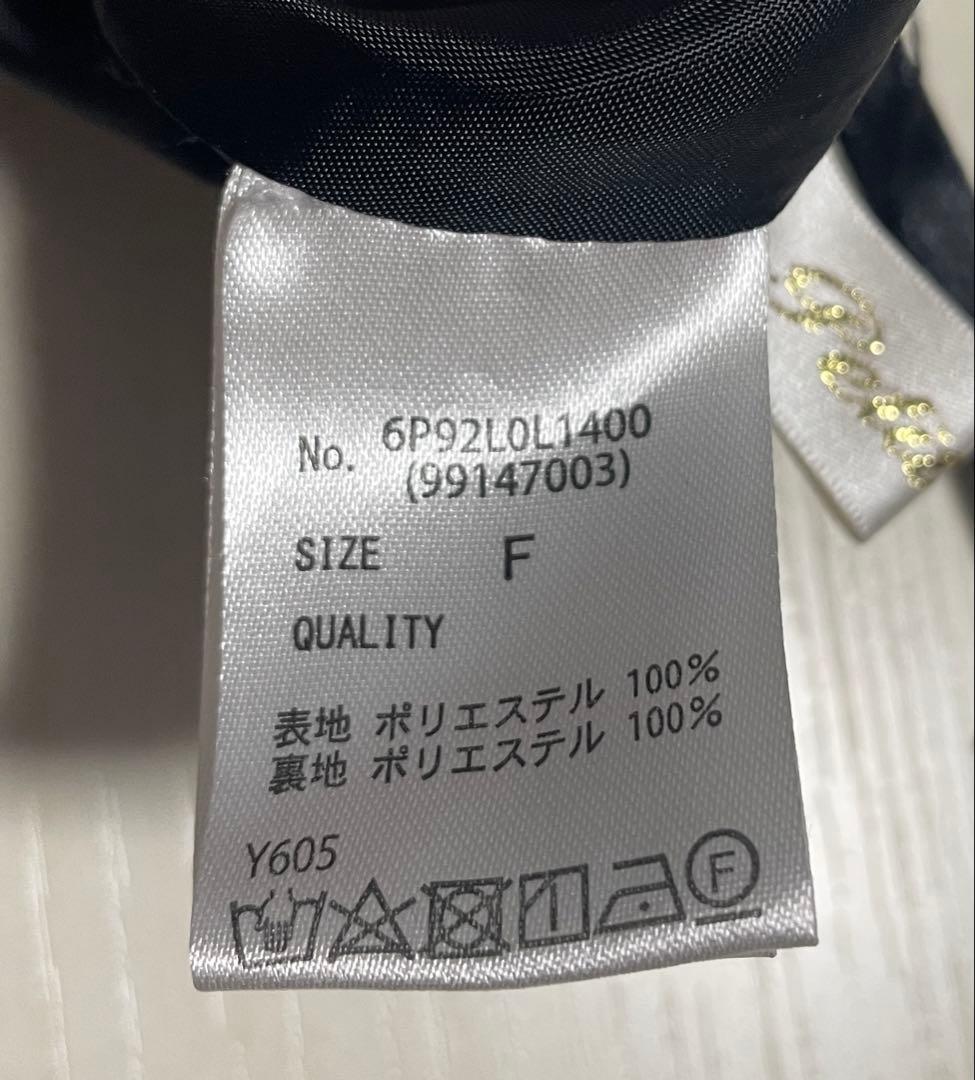 No. 6P92L0L1400
(99147003)
SIZE F
QUALITY
表地 ポリエステル 100%
裏地 ポリエステル 100%
Y605
F